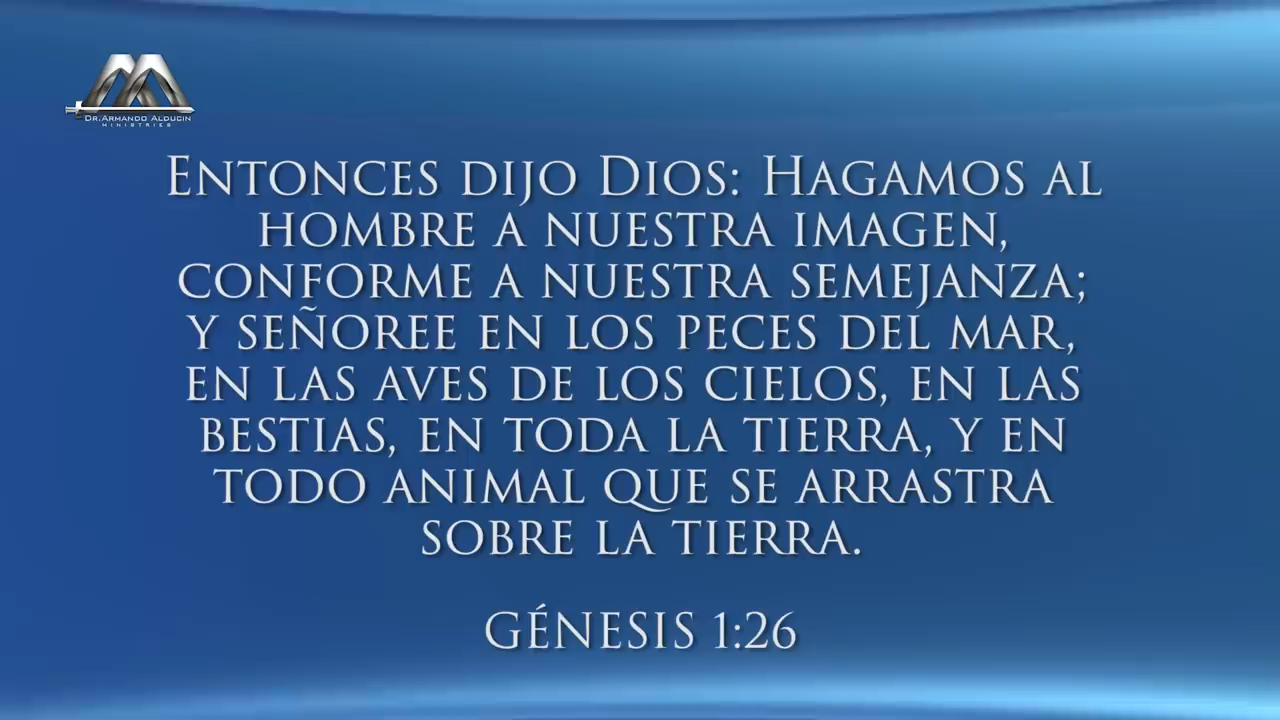 Dr. Armando Alducin
MINISTRIES
Entonces dijo Dios: Hagamos al
hombre a nuestra imagen,
conforme a nuestra semejanza;
y señoree en los peces del mar,
en las aves de los cielos, en las
bestias, en toda la tierra, y en
todo animal que se arrastra
sobre la tierra.
GÉNESIS 1:26